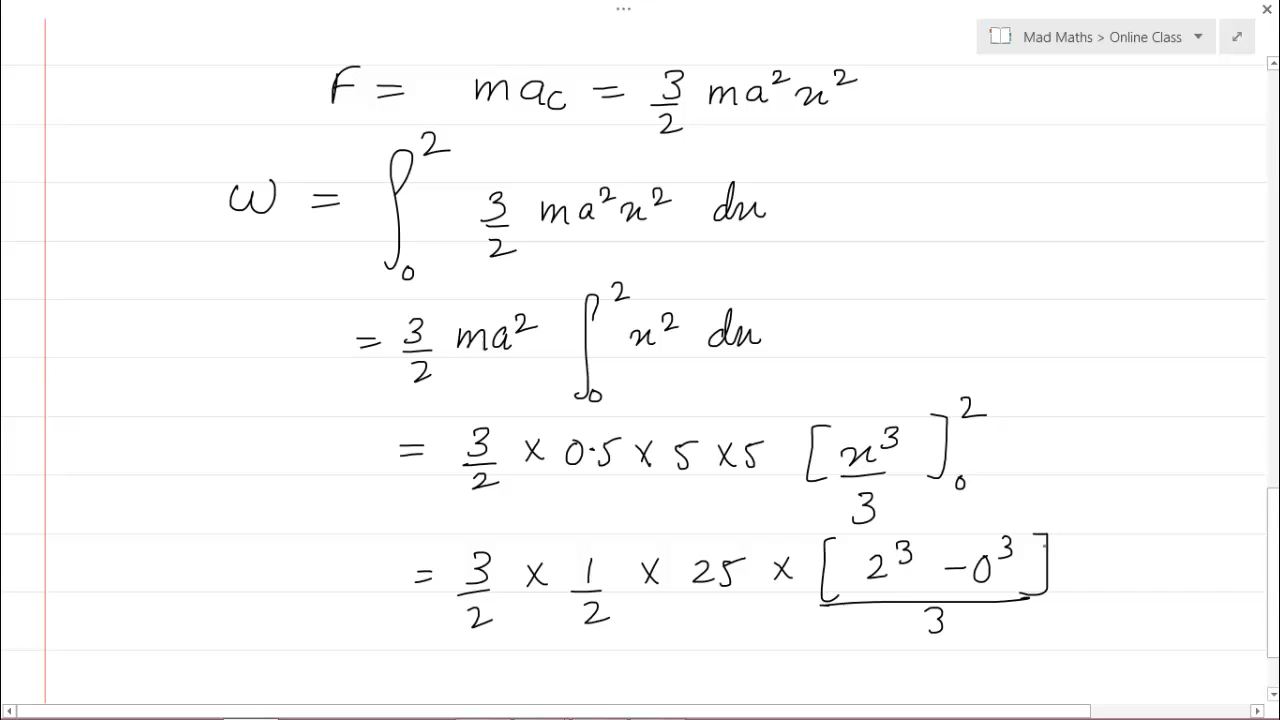 Mad Maths > Online Class
F = ma_c = 3/2 ma²x²
W = ∫₀² 3/2 ma²x² dx
= 3/2 ma² ∫₀² x² dx
= 3/2 × 0.5 × 5 × 5 [x³/3]₀²
= 3/2 × 1/2 × 25 × [2³ - 0³]/3